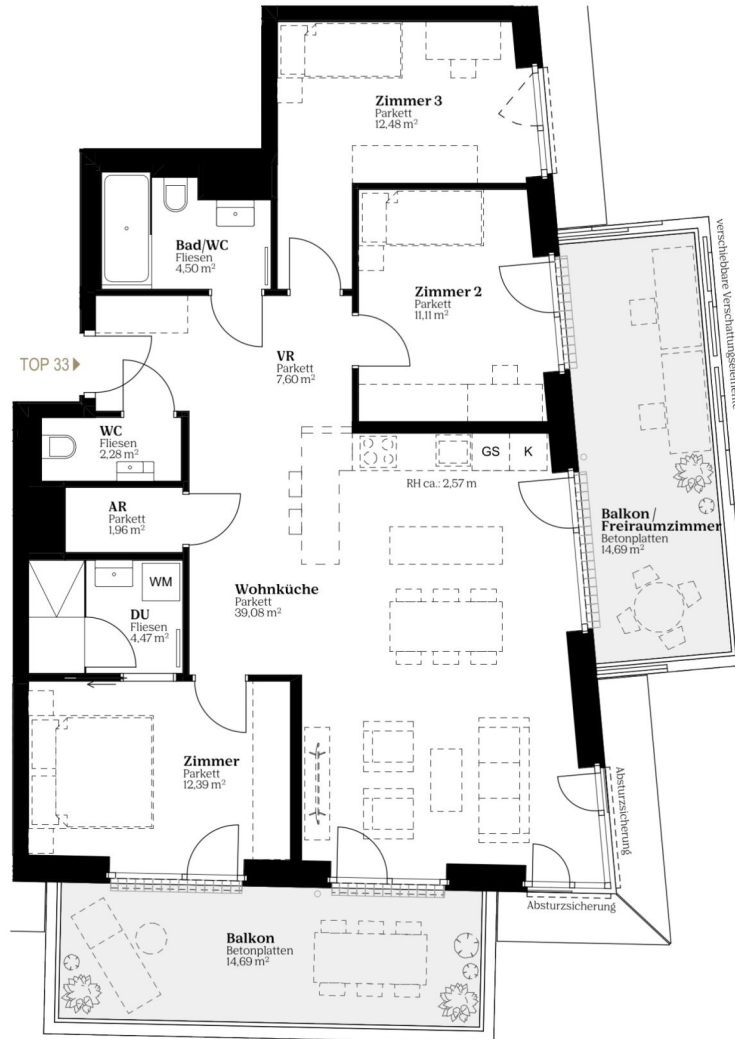 Zimmer 3
Parkett
12,48 m²
Bad/WC
Fliesen
4,50 m²
Zimmer 2
Parkett
11,11 m²
verschiebbare Verschattungselemente
VR
Parkett
7,60 m²
TOP 33
WC
Fliesen
2,28 m²
GS
K
RH ca.: 2,57 m
AR
Parkett
1,96 m²
Balkon /
Freiraumzimmer
Betonplatten
14,69 m²
WM
DU
Fliesen
4,47 m²
Wohnküche
Parkett
39,08 m²
Zimmer
Parkett
12,39 m²
Absturzsicherung
Absturzsicherung
Balkon
Betonplatten
14,69 m²